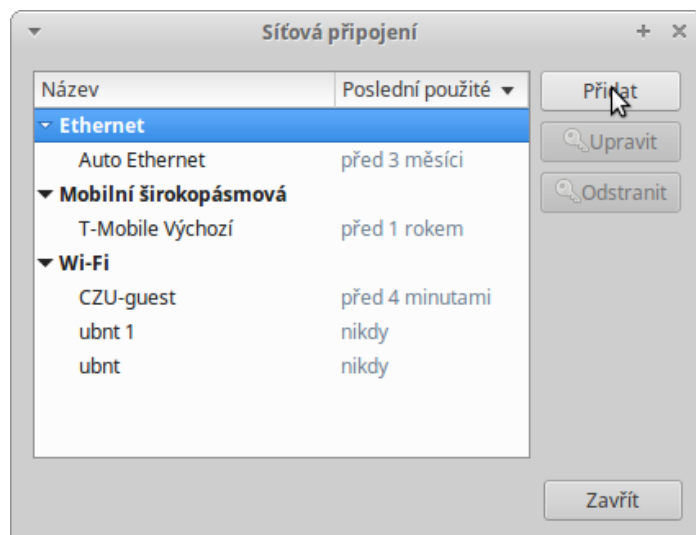 Síťová připojení
Název Poslední použité
Přidat
Ethernet
Upravit
Auto Ethernet před 3 měsíci
Odstranit
Mobilní širokopásmová
T-Mobile Výchozí před 1 rokem
Wi-Fi
CZU-guest před 4 minutami
ubnt 1 nikdy
ubnt nikdy
Zavřít